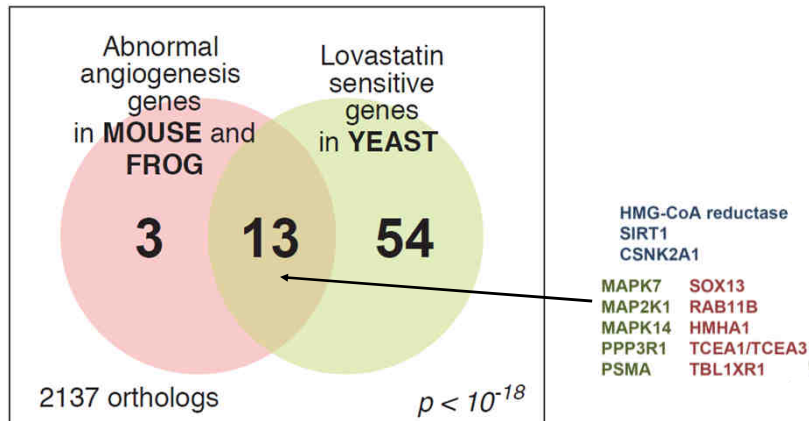 Abnormal
angiogenesis
genes
in MOUSE and
FROG
Lovastatin
sensitive
genes
in YEAST
3
13
54
2137 orthologs
p < 10-18
HMG-CoA reductase
SIRT1
CSNK2A1
MAPK7 SOX13
MAP2K1 RAB11B
MAPK14 HMHA1
PPP3R1 TCEA1/TCEA3
PSMA TBL1XR1